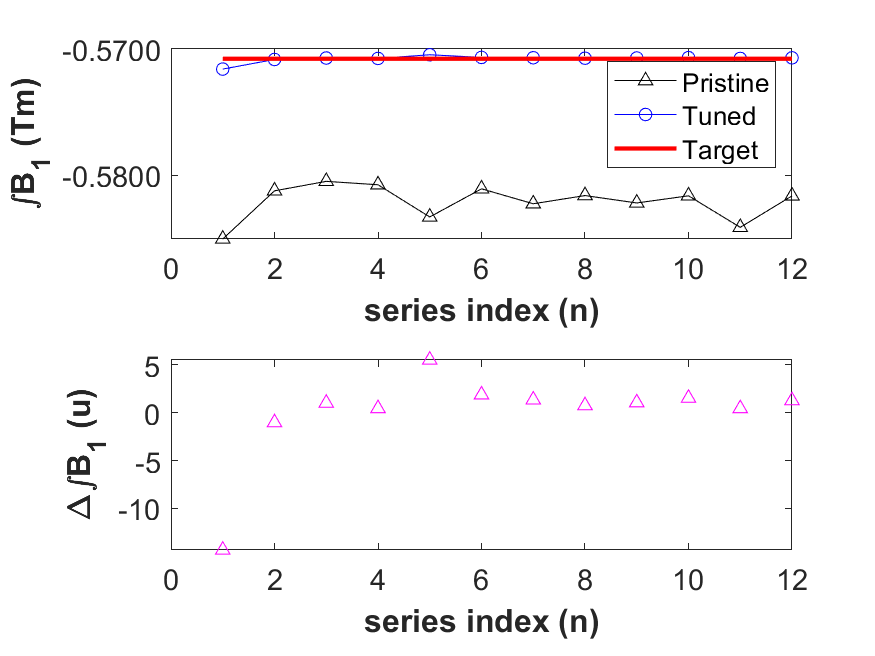 -0.5700
-0.5800
∫B1 (Tm)
Pristine
Tuned
Target
0 2 4 6 8 10 12
series index (n)
5
0
-5
-10
Δ∫B1 (u)
0 2 4 6 8 10 12
series index (n)